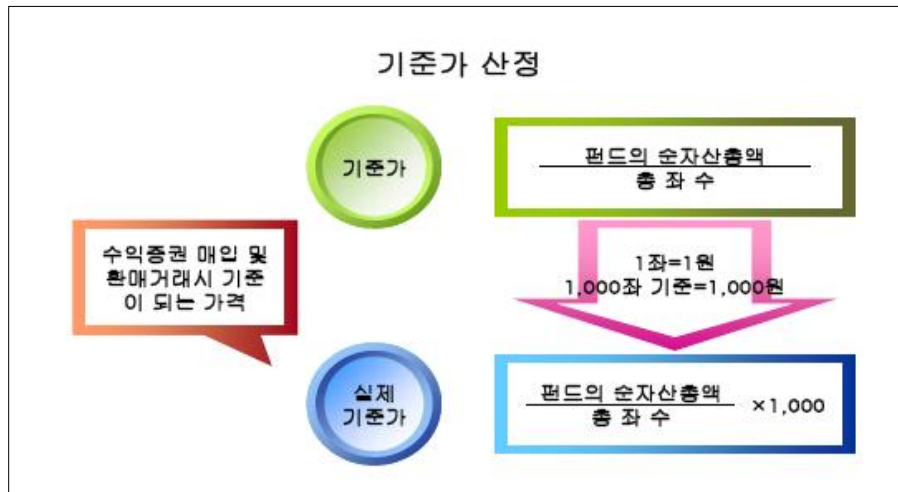 기준가 산정
기준가
펀드의 순자산총액
총 좌 수
수익증권 매입 및
환매거래시 기준
이 되는 가격
1좌=1원
1,000좌 기준=1,000원
실제
기준가
펀드의 순자산총액
총 좌 수
×1,000